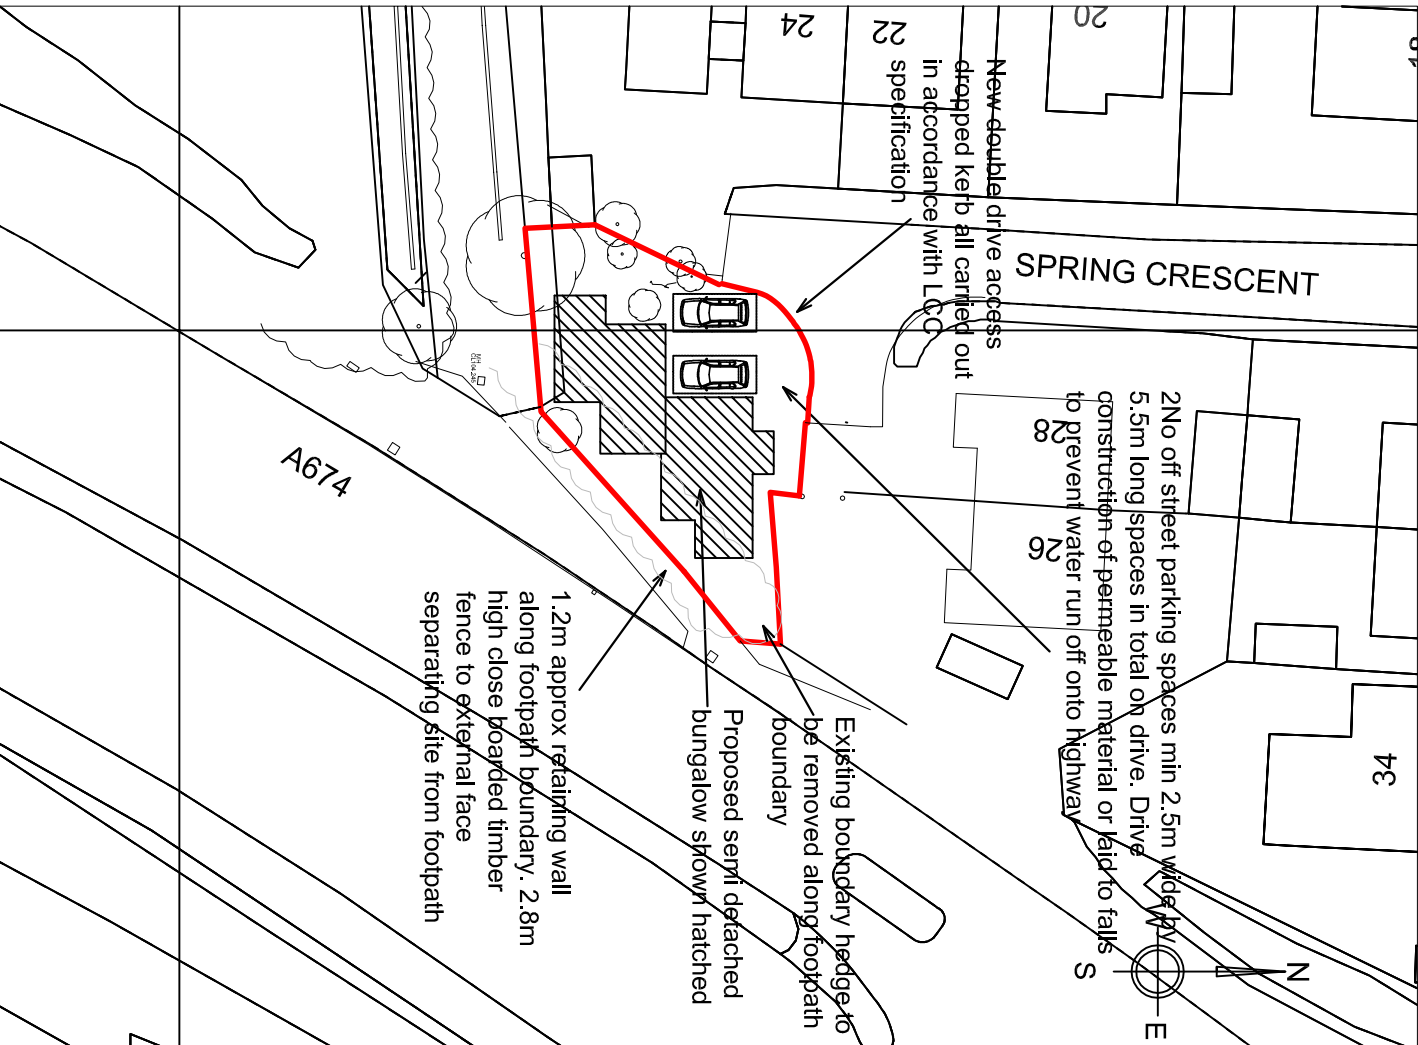 24
22
20
New double drive access
dropped kerb all carried out
in accordance with LCC
specification
SPRING CRESCENT
2No off street parking spaces min 2.5m wide by
5.5m long spaces in total on drive. Drive
construction of permeable material or laid to falls
to prevent water run off onto highway
28
26
34
A674
MH
1.2m approx retaining wall
along footpath boundary. 2.8m
high close boarded timber
fence to external face
separating site from footpath
Proposed semi detached
bungalow shown hatched
Existing boundary hedge to
be removed along footpath
boundary
N
W
S
E